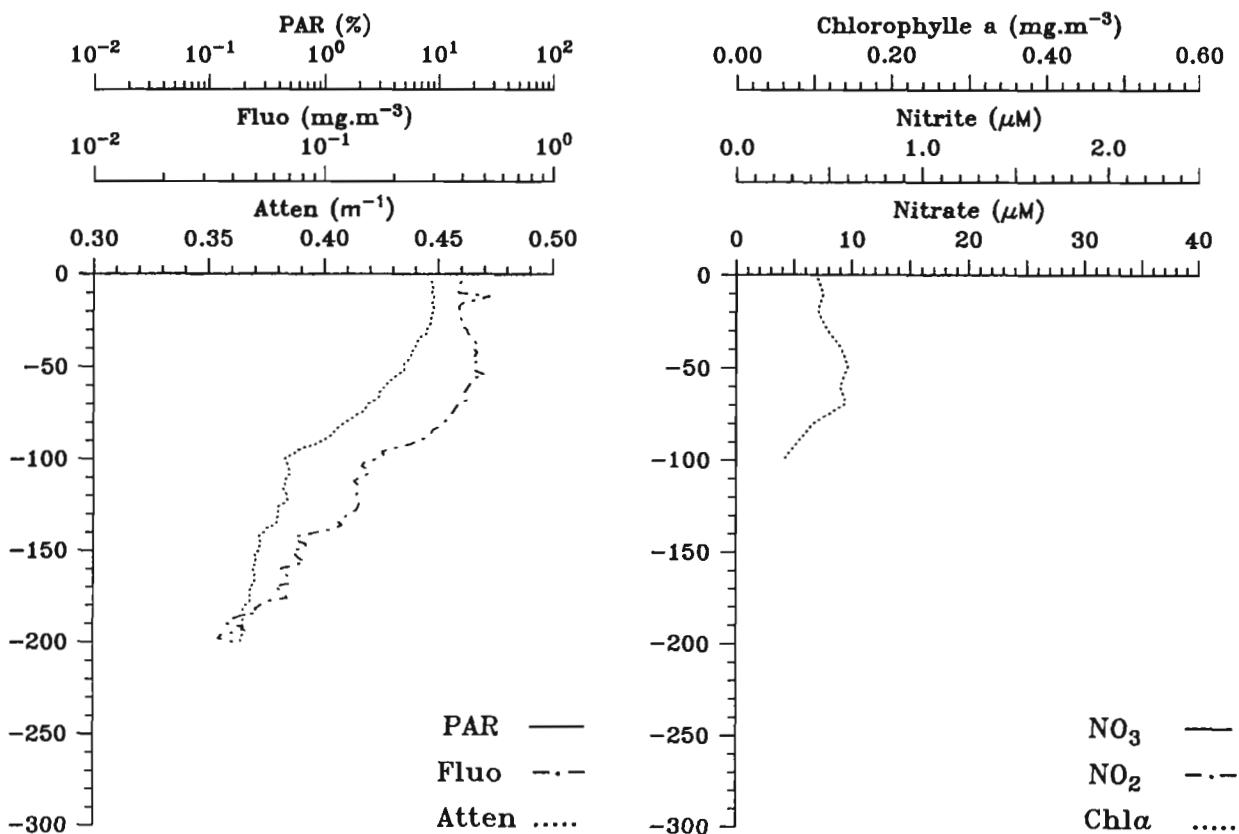 PAR (%)
10⁻² 10⁻¹ 10⁰ 10¹ 10²
Fluo (mg.m⁻³)
10⁻² 10⁻¹ 10⁰
Atten (m⁻¹)
0.30 0.35 0.40 0.45 0.50
0
−50
−100
−150
−200
−250
−300
PAR
Fluo
Atten
Chlorophylle a (mg.m⁻³)
0.00 0.20 0.40 0.60
Nitrite (μM)
0.0 1.0 2.0
Nitrate (μM)
0 10 20 30 40
0
−50
−100
−150
−200
−250
−300
NO₃
NO₂
Chlα